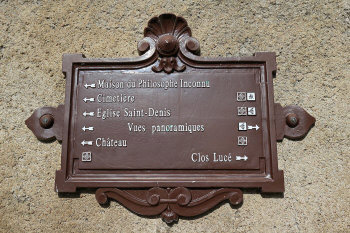 Maison du Philosophe Inconnu
Cimetière
Eglise Saint-Denis
Vues panoramiques
Château
Clos Lucé